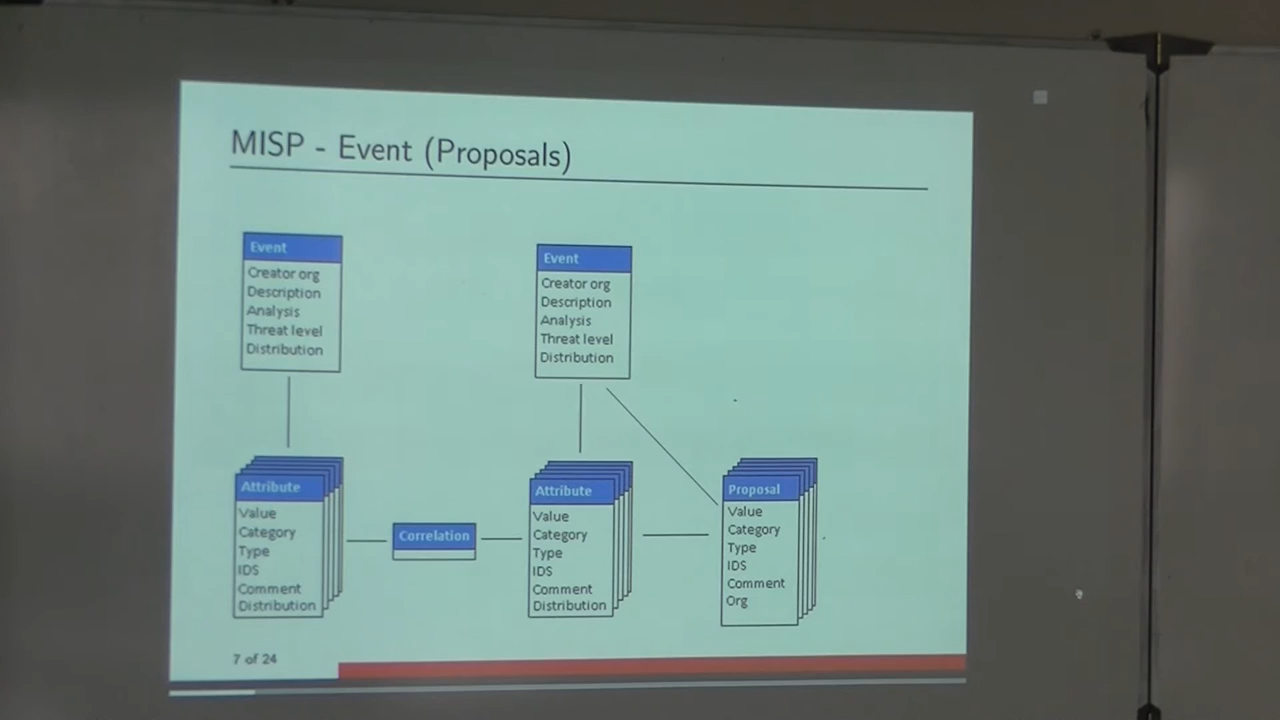 MISP - Event (Proposals)
Event
Creator org
Description
Analysis
Threat level
Distribution
Event
Creator org
Description
Analysis
Threat level
Distribution
Attribute
Value
Category
Type
IDS
Comment
Distribution
Correlation
Attribute
Value
Category
Type
IDS
Comment
Distribution
Proposal
Value
Category
Type
IDS
Comment
Org
7 of 24